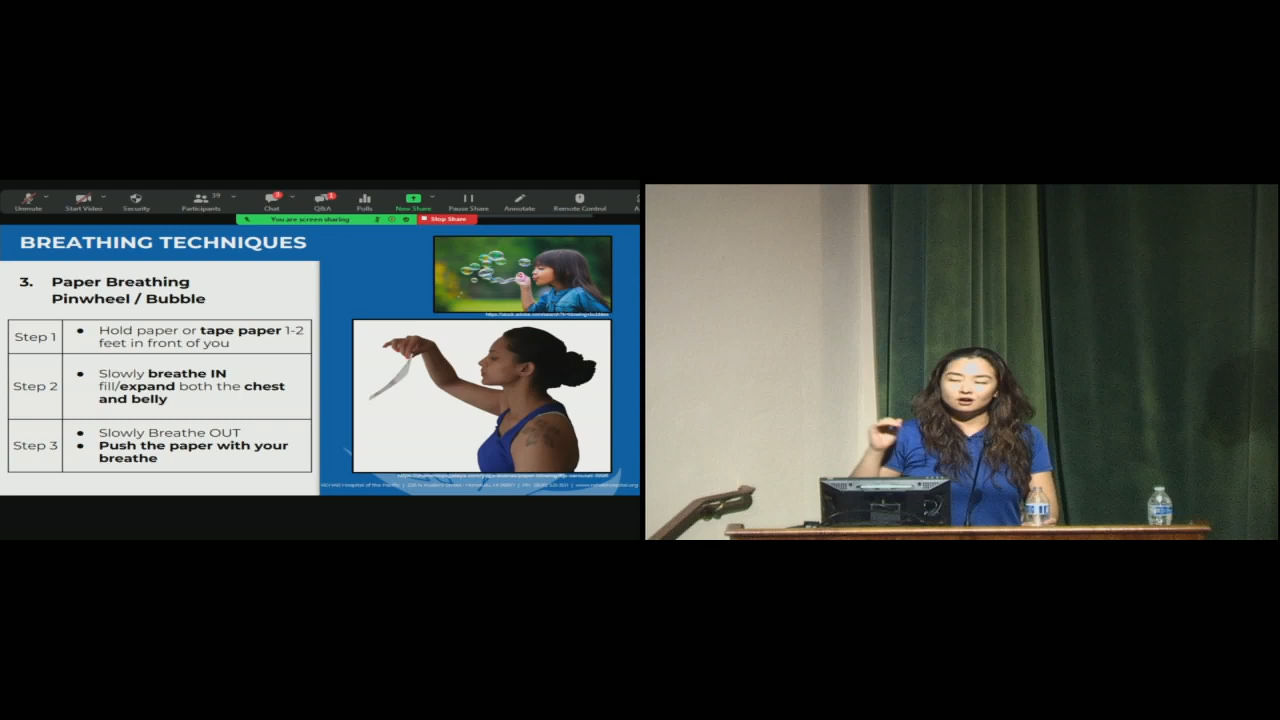 Unmute
Start Video
Security
Participants
39
Chat
Q&A
Polls
New Share
Pause Share
Annotate
Remote Control
You are screen sharing
Stop Share
BREATHING TECHNIQUES
3. Paper Breathing
Pinwheel / Bubble
Step 1
● Hold paper or tape paper 1-2
feet in front of you
Step 2
● Slowly breathe IN
fill/expand both the chest
and belly
Step 3
● Slowly Breathe OUT
● Push the paper with your
breathe